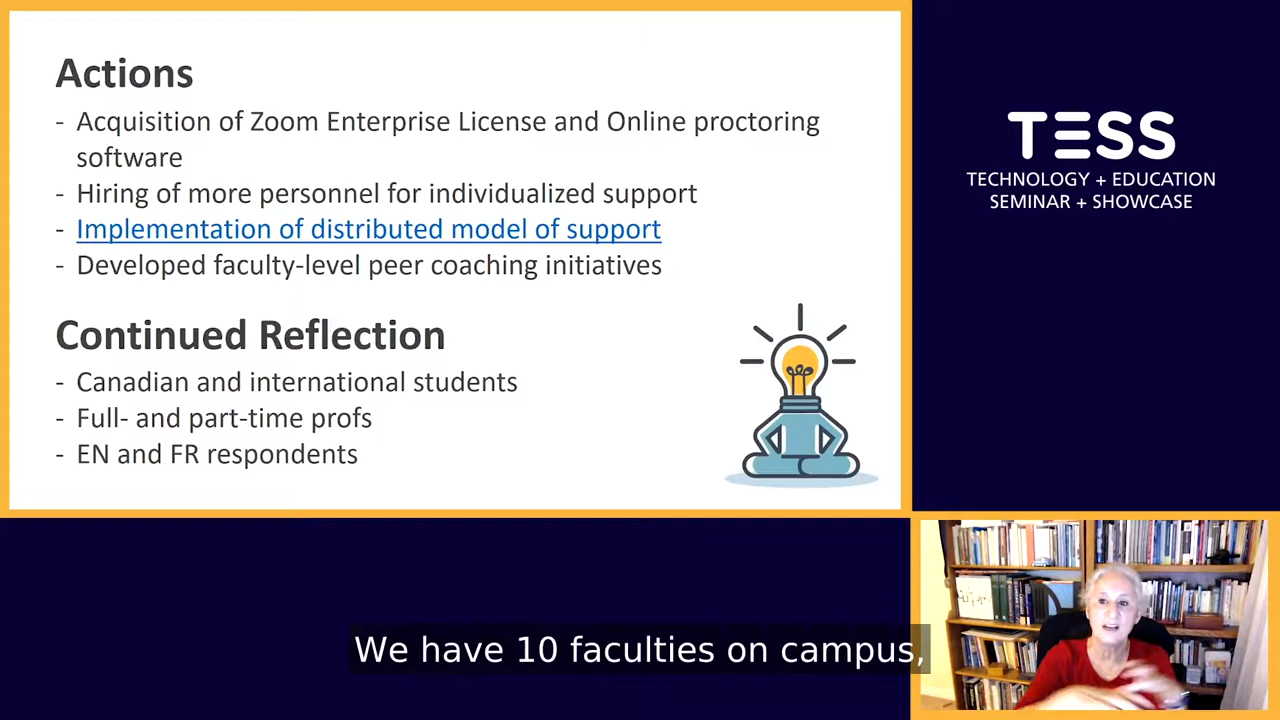 Actions
- Acquisition of Zoom Enterprise License and Online proctoring
software
- Hiring of more personnel for individualized support
- Implementation of distributed model of support
- Developed faculty-level peer coaching initiatives
Continued Reflection
- Canadian and international students
- Full- and part-time profs
- EN and FR respondents
TESS
TECHNOLOGY + EDUCATION
SEMINAR + SHOWCASE
We have 10 faculties on campus,